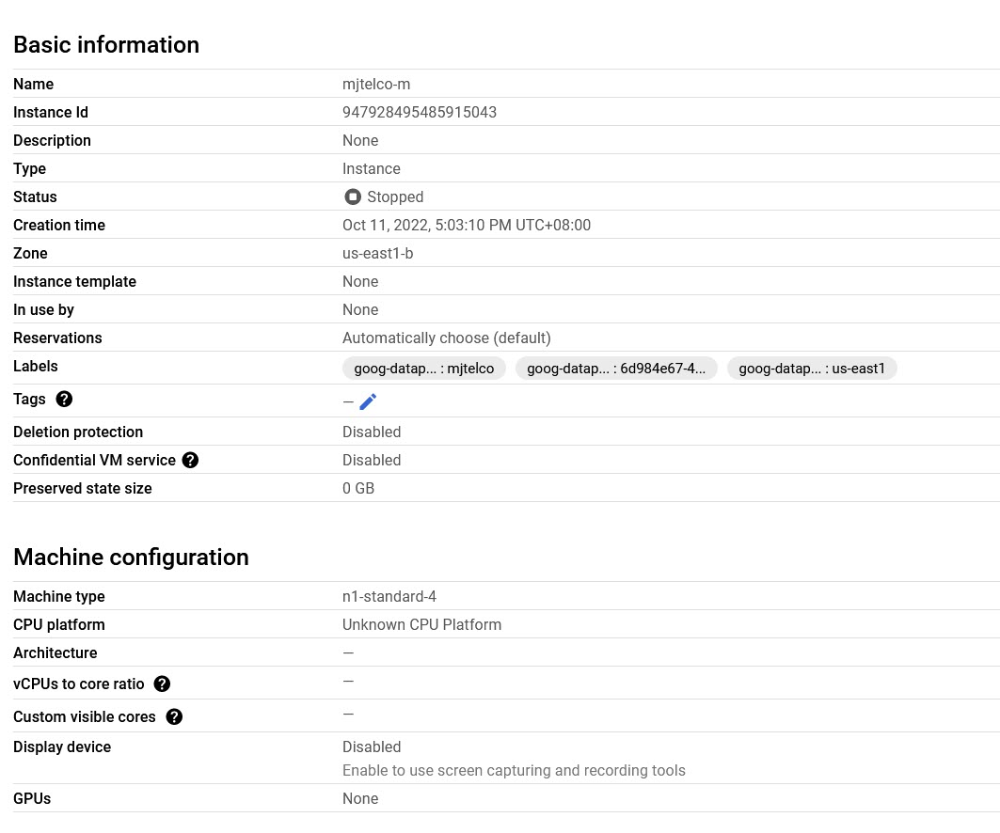 Basic information
Name mjtelco-m
Instance Id 947928495485915043
Description None
Type Instance
Status Stopped
Creation time Oct 11, 2022, 5:03:10 PM UTC+08:00
Zone us-east1-b
Instance template None
In use by None
Reservations Automatically choose (default)
Labels goog-datap... : mjtelco goog-datap... : 6d984e67-4... goog-datap... : us-east1
Tags ? —
Deletion protection Disabled
Confidential VM service ? Disabled
Preserved state size 0 GB
Machine configuration
Machine type n1-standard-4
CPU platform Unknown CPU Platform
Architecture —
vCPUs to core ratio ? —
Custom visible cores ? —
Display device Disabled
Enable to use screen capturing and recording tools
GPUs None